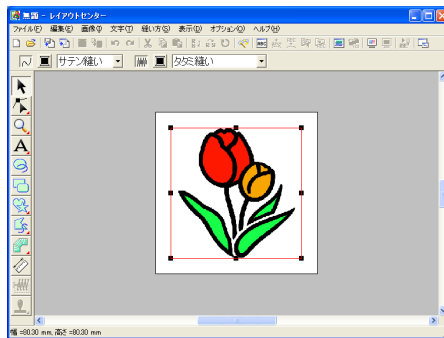 無題 - レイアウトセンター
ファイル(F) 編集(E) 画像(I) 文字(T) 縫い方(S) 表示(D) オプション(O) ヘルプ(H)
サテン縫い タタミ縫い
幅 =80.30 mm, 高さ =80.30 mm